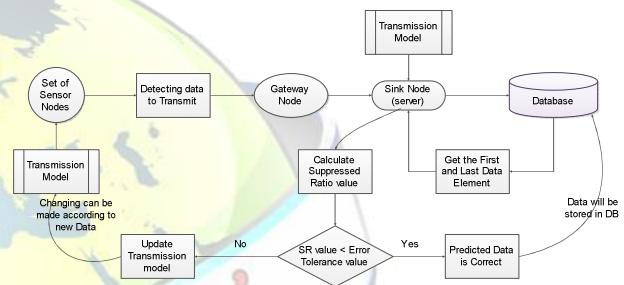 Transmission
Model
Set of
Sensor
Nodes
Detecting data
to Transmit
Gateway
Node
Sink Node
(server)
Database
Transmission
Model
Calculate
Suppressed
Ratio value
Get the First
and Last Data
Element
Changing can be
made according to
new Data
Data will be
stored in DB
Update
Transmission
model
No
SR value < Error
Tolerance value
Yes
Predicted Data
is Correct